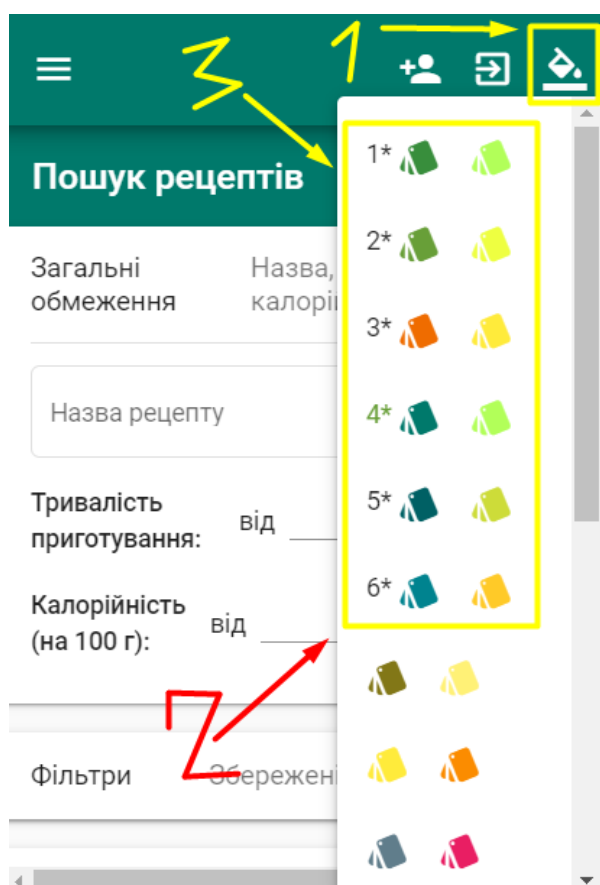 3
1
Пошук рецептів
1*
2*
3*
4*
5*
6*
Загальні
обмеження
Назва,
Назва рецепту
Тривалість
приготування:
від
Калорійність
(на 100 г):
від
2
Фільтри
Збережені